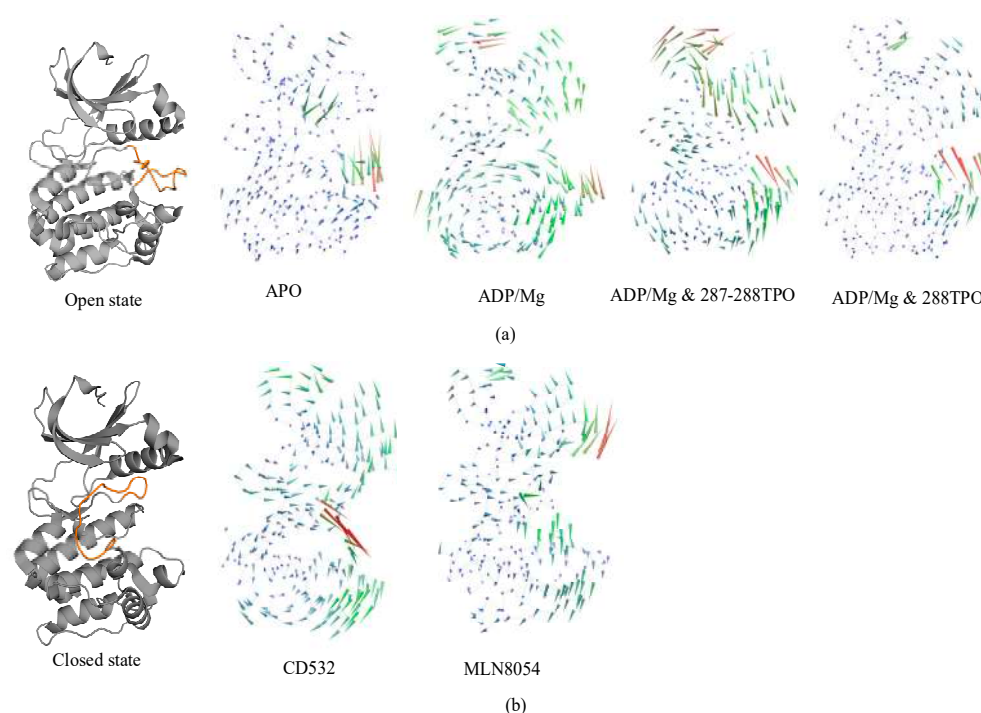 Open state
APO
ADP/Mg
ADP/Mg & 287-288TPO
ADP/Mg & 288TPO
(a)
Closed state
CD532
MLN8054
(b)